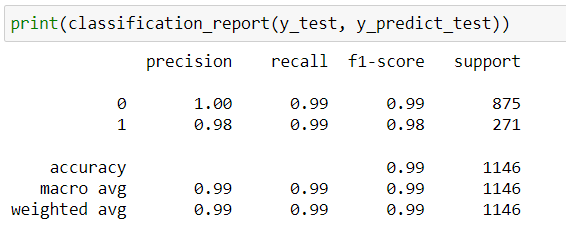 print(classification_report(y_test, y_predict_test))
precision recall f1-score support
0 1.00 0.99 0.99 875
1 0.98 0.99 0.98 271
accuracy 0.99 1146
macro avg 0.99 0.99 0.99 1146
weighted avg 0.99 0.99 0.99 1146